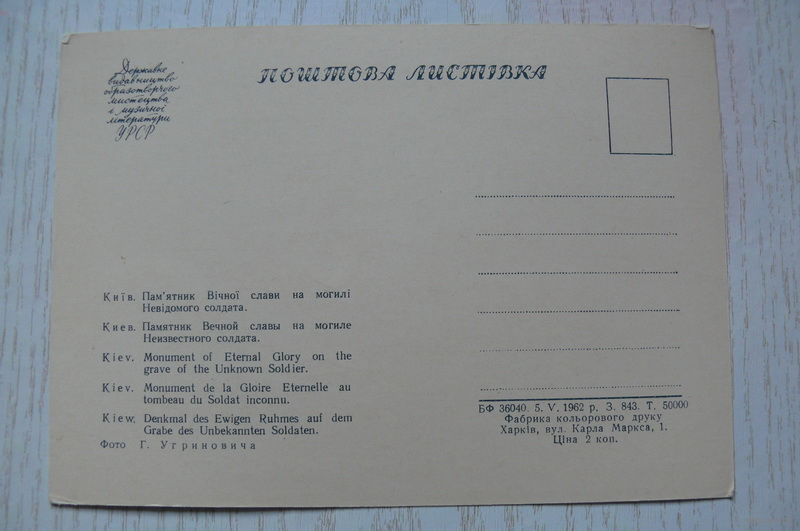 Державне
видавництво
образотворчого
мистецтва
і музичної
літератури
УРСР
ПОШТОВА ЛИСТІВКА
Київ. Пам'ятник Вічної слави на могилі
Невідомого солдата.
Киев. Памятник Вечной славы на могиле
Неизвестного солдата.
Kiev. Monument of Eternal Glory on the
grave of the Unknown Soldier.
Kiev. Monument de la Gloire Eternelle au
tombeau du Soldat inconnu.
Kiew. Denkmal des Ewigen Ruhmes auf dem
Grabe des Unbekannten Soldaten.
Фото Г. Угриновича
БФ 36040. 5. V. 1962 р. З. 843. Т. 50000
Фабрика кольорового друку
Харків, вул. Карла Маркса, 1.
Ціна 2 коп.